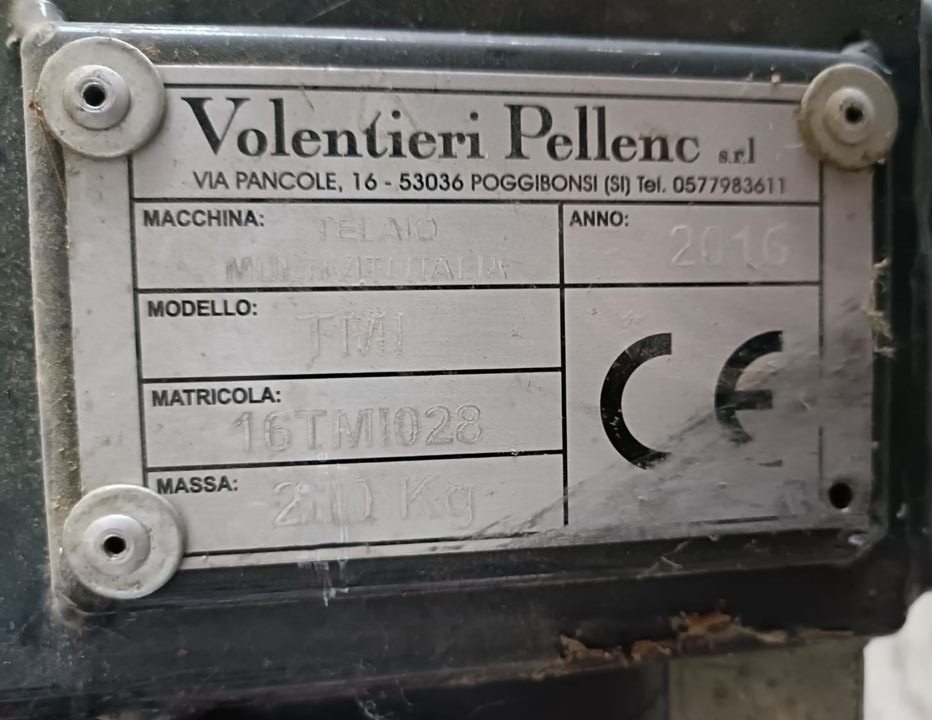 Volentieri Pellenc s.r.l
VIA PANCOLE, 16 - 53036 POGGIBONSI (SI) Tel. 0577983611
MACCHINA: TELAIO
ANNO: 2016
MODELLO: TMI
MATRICOLA: 16TMI028
MASSA: Kg
CE